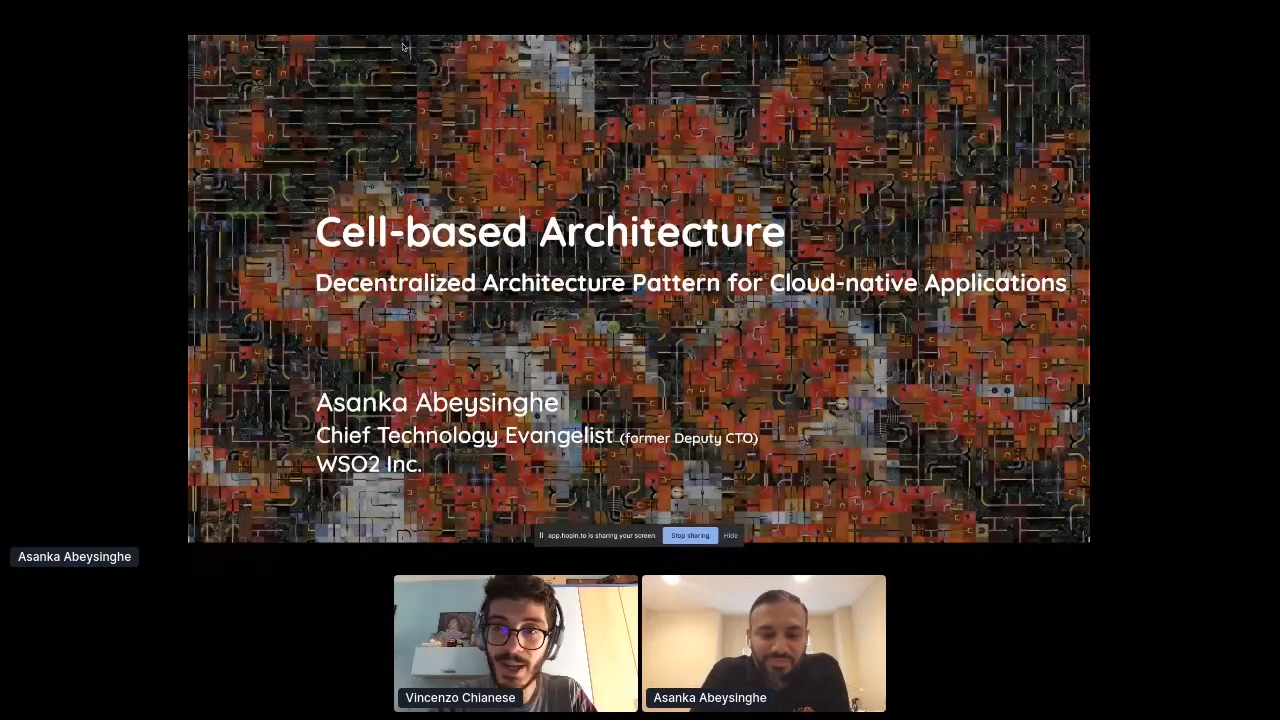 Cell-based Architecture
Decentralized Architecture Pattern for Cloud-native Applications
Asanka Abeysinghe
Chief Technology Evangelist (former Deputy CTO)
WSO2 Inc.
app.hopin.to is sharing your screen. Stop sharing Hide
Asanka Abeysinghe
Vincenzo Chianese
Asanka Abeysinghe